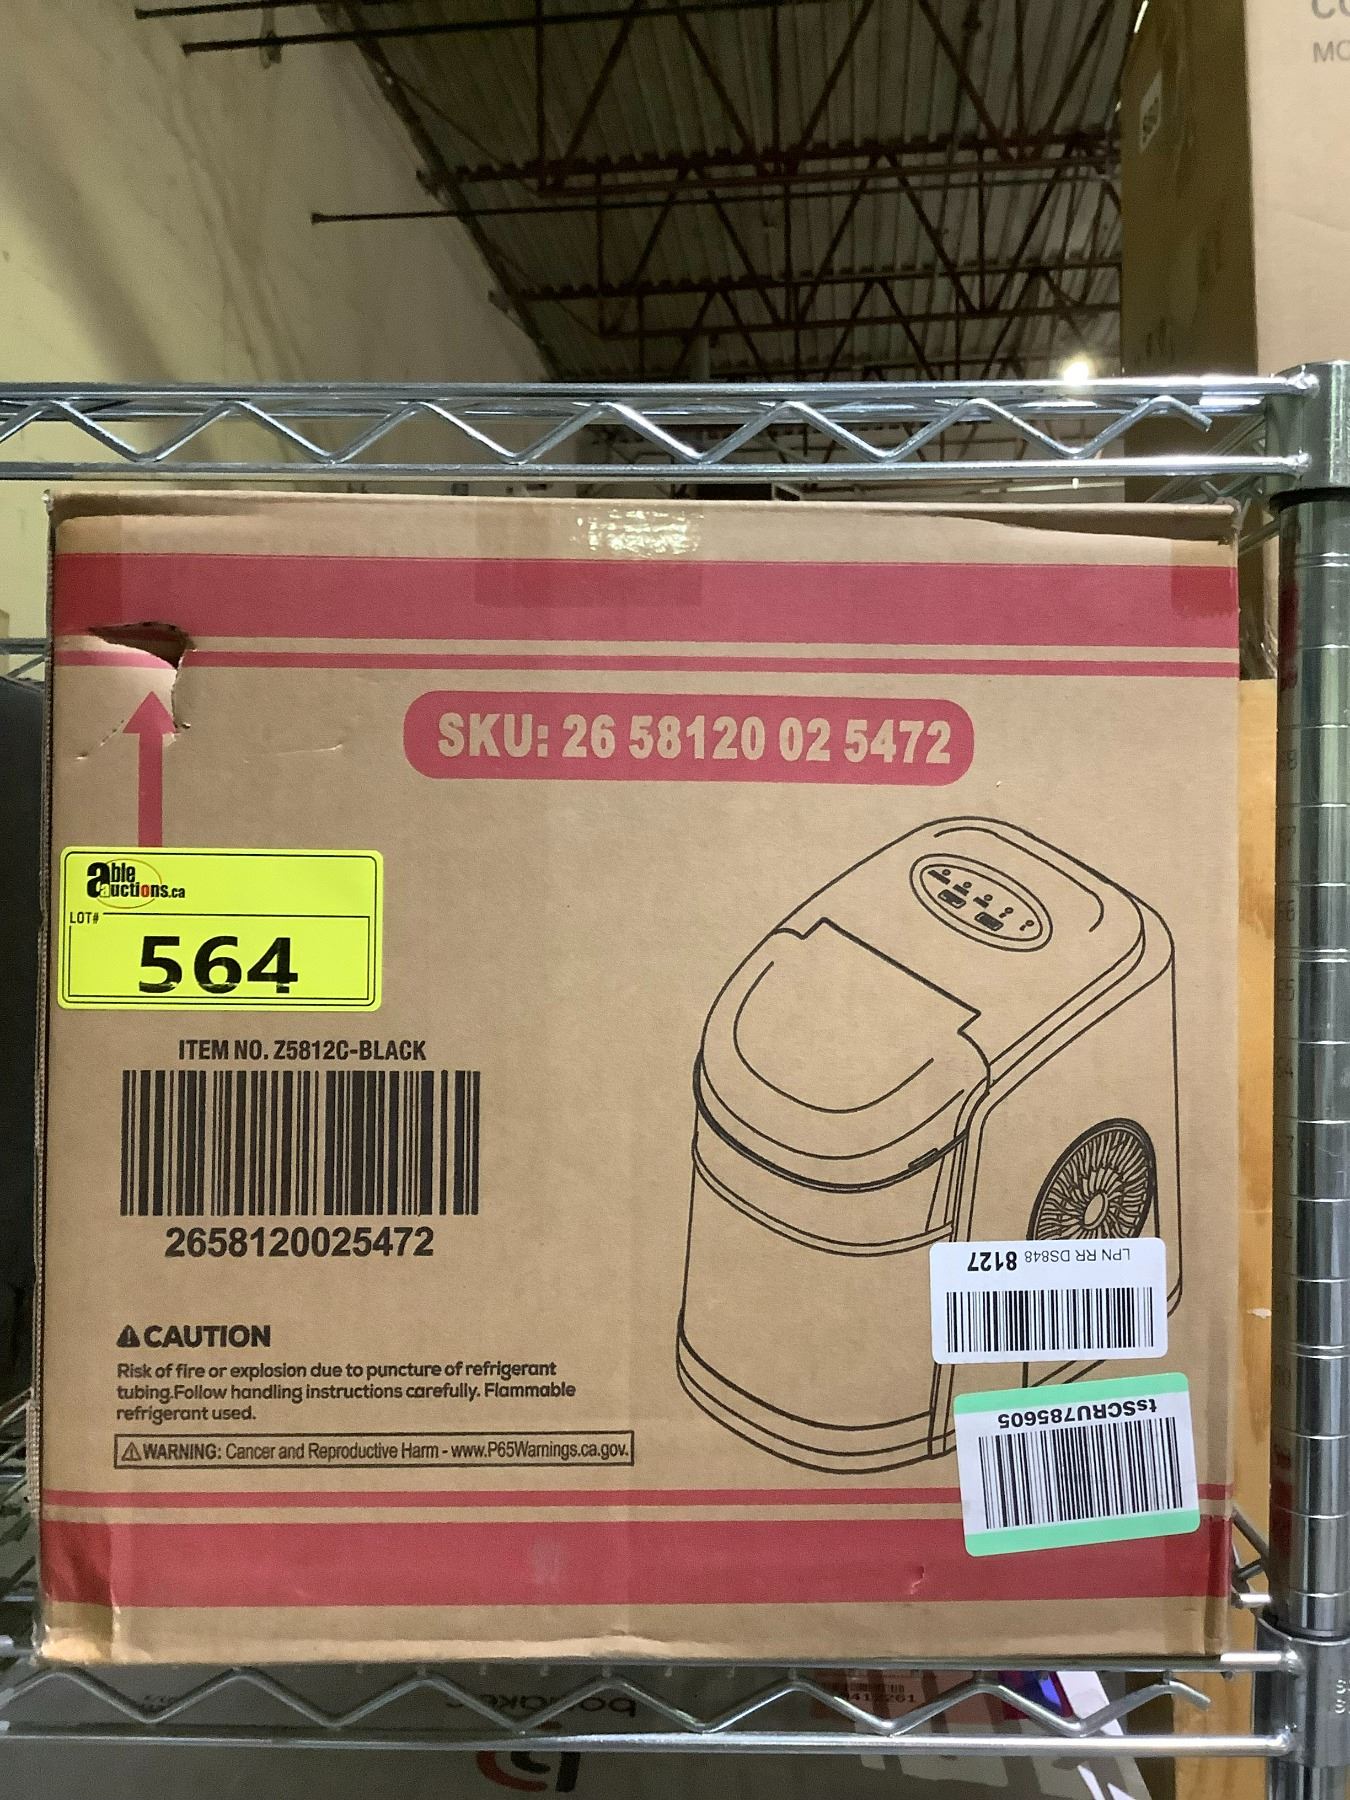 MO
SKU: 26 58120 02 5472
able
auctions.ca
LOT#
564
ITEM NO. Z5812C-BLACK
2658120025472
CAUTION
Risk of fire or explosion due to puncture of refrigerant
tubing.Follow handling instructions carefully. Flammable
refrigerant used.
WARNING: Cancer and Reproductive Harm - www.P65Warnings.ca.gov.
LPN RR DS848 8127
tsSCRU785605